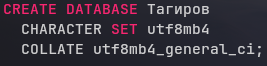 CREATE DATABASE Тагиров
CHARACTER SET utf8mb4
COLLATE utf8mb4_general_ci;